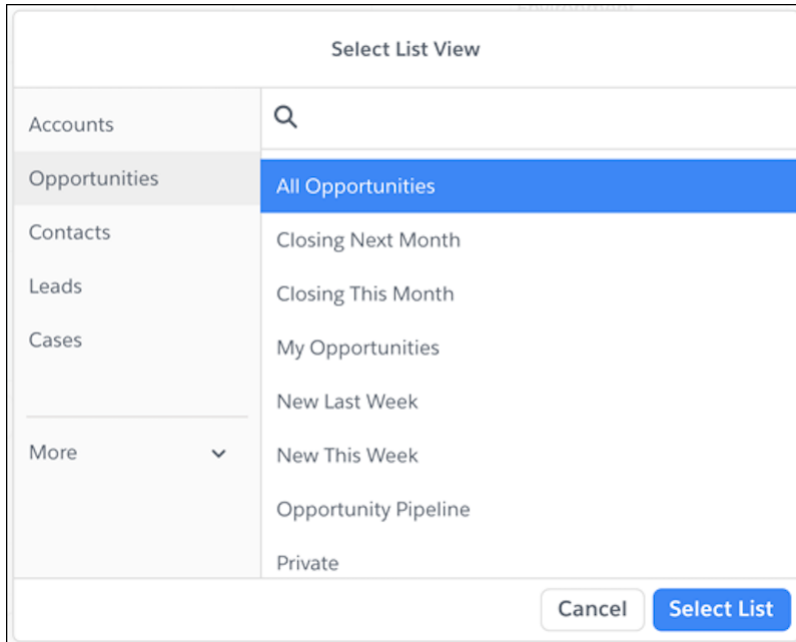 Select List View
Accounts
Opportunities
Contacts
Leads
Cases
More
All Opportunities
Closing Next Month
Closing This Month
My Opportunities
New Last Week
New This Week
Opportunity Pipeline
Private
Cancel
Select List